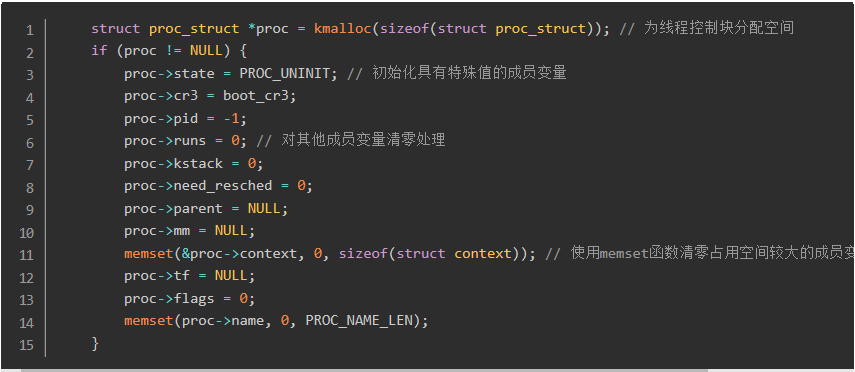 1 struct proc_struct *proc = kmalloc(sizeof(struct proc_struct)); // 为线程控制块分配空间
2 if (proc != NULL) {
3 proc->state = PROC_UNINIT; // 初始化具有特殊值的成员变量
4 proc->cr3 = boot_cr3;
5 proc->pid = -1;
6 proc->runs = 0; // 对其他成员变量清零处理
7 proc->kstack = 0;
8 proc->need_resched = 0;
9 proc->parent = NULL;
10 proc->mm = NULL;
11 memset(&proc->context, 0, sizeof(struct context)); // 使用memset函数清零占用空间较大的成员变
12 proc->tf = NULL;
13 proc->flags = 0;
14 memset(proc->name, 0, PROC_NAME_LEN);
15 }